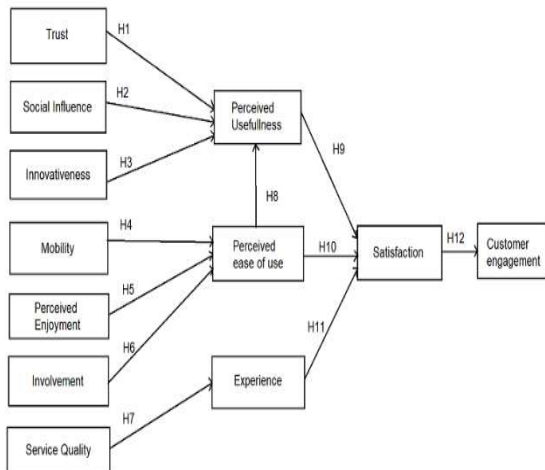 Trust
H1
Social Influence
H2
Perceived
Usefullness
Innovativeness
H3
H9
H8
Mobility
H4
Perceived
ease of use
H10
Satisfaction
H12
Customer
engagement
Perceived
Enjoyment
H5
H6
H11
Involvement
Experience
H7
Service Quality